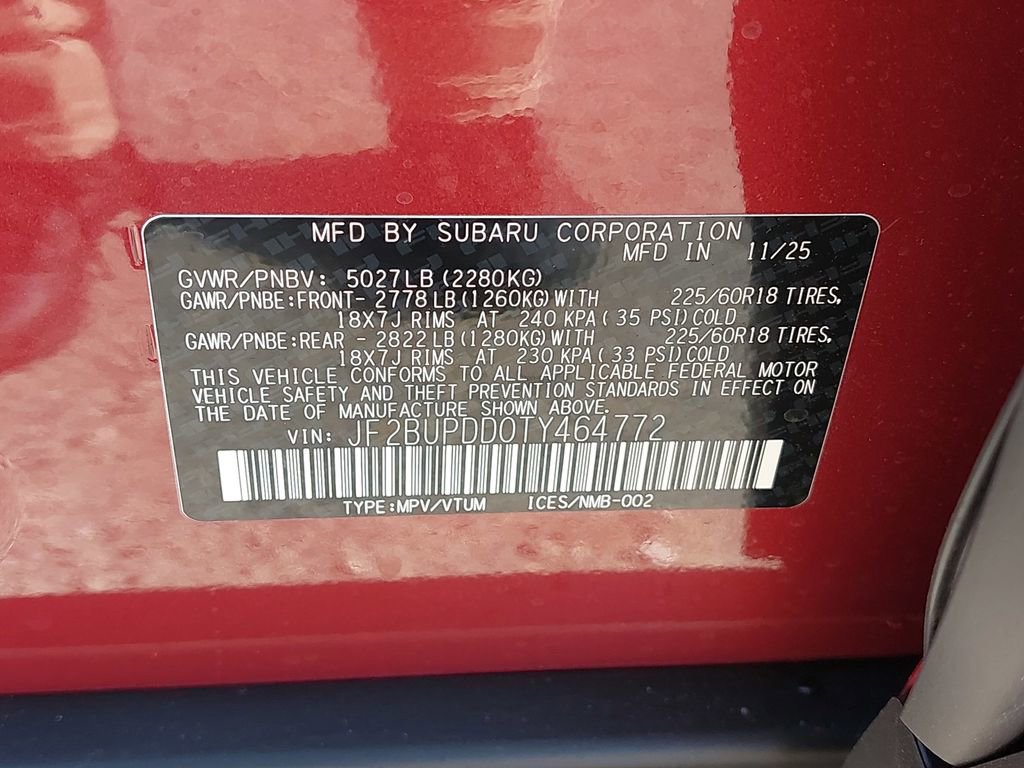 MFD BY SUBARU CORPORATION
MFD IN 11/25
GVWR/PNBV: 5027LB (2280KG)
GAWR/PNBE:FRONT- 2778 LB (1260KG) WITH 225/60R18 TIRES,
18X7J RIMS AT 240 KPA ( 35 PSI) COLD
GAWR/PNBE:REAR - 2822 LB (1280KG) WITH 225/60R18 TIRES,
18X7J RIMS AT 230 KPA ( 33 PSI) COLD
THIS VEHICLE CONFORMS TO ALL APPLICABLE FEDERAL MOTOR
VEHICLE SAFETY AND THEFT PREVENTION STANDARDS IN EFFECT ON
THE DATE OF MANUFACTURE SHOWN ABOVE.
VIN: JF2BUPDD0TY464772
TYPE:MPV/VTUM ICES/NMB-002